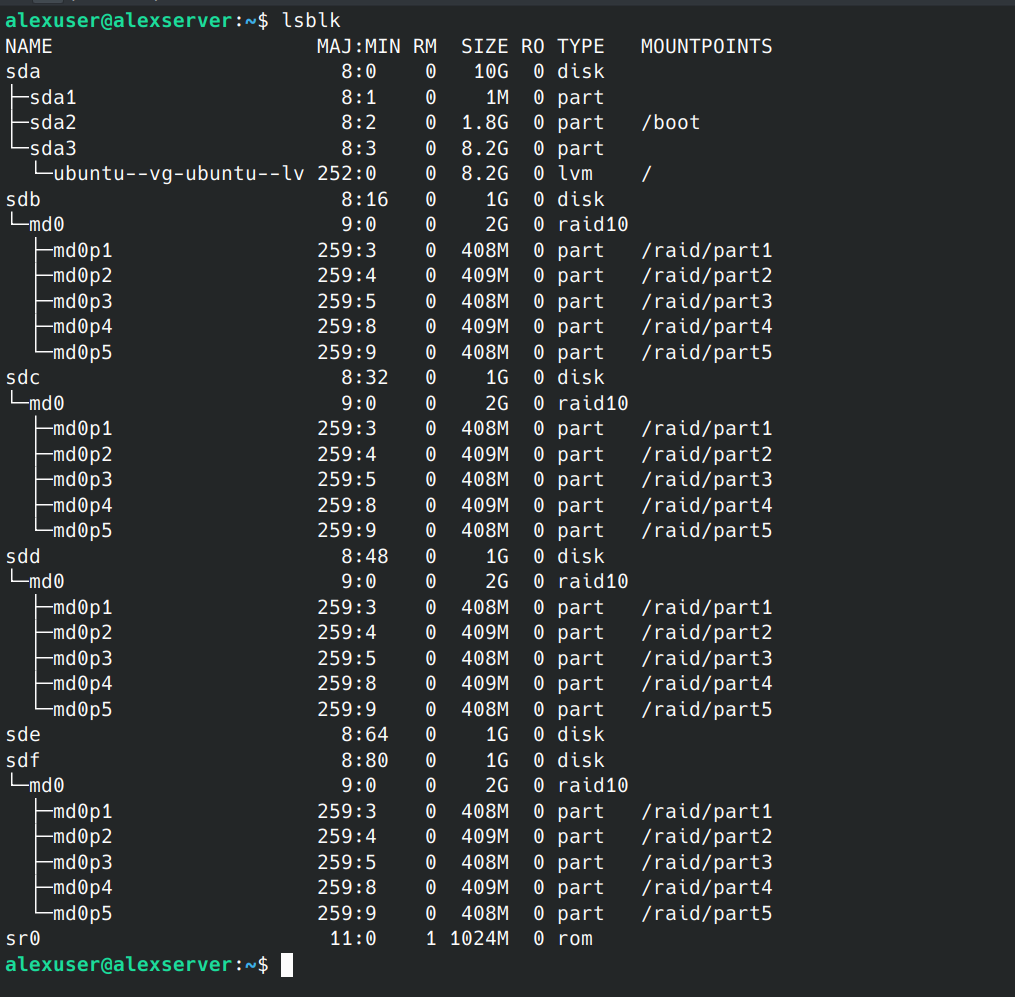 alexuser@alexserver:~$ lsblk
NAME                      MAJ:MIN RM   SIZE RO TYPE   MOUNTPOINTS
sda                         8:0    0    10G  0 disk
├─sda1                      8:1    0     1M  0 part
├─sda2                      8:2    0   1.8G  0 part   /boot
└─sda3                      8:3    0   8.2G  0 part
  └─ubuntu--vg-ubuntu--lv 252:0    0   8.2G  0 lvm    /
sdb                         8:16   0     1G  0 disk
└─md0                       9:0    0     2G  0 raid10
  ├─md0p1                 259:3    0   408M  0 part   /raid/part1
  ├─md0p2                 259:4    0   409M  0 part   /raid/part2
  ├─md0p3                 259:5    0   408M  0 part   /raid/part3
  ├─md0p4                 259:8    0   409M  0 part   /raid/part4
  └─md0p5                 259:9    0   408M  0 part   /raid/part5
sdc                         8:32   0     1G  0 disk
└─md0                       9:0    0     2G  0 raid10
  ├─md0p1                 259:3    0   408M  0 part   /raid/part1
  ├─md0p2                 259:4    0   409M  0 part   /raid/part2
  ├─md0p3                 259:5    0   408M  0 part   /raid/part3
  ├─md0p4                 259:8    0   409M  0 part   /raid/part4
  └─md0p5                 259:9    0   408M  0 part   /raid/part5
sdd                         8:48   0     1G  0 disk
└─md0                       9:0    0     2G  0 raid10
  ├─md0p1                 259:3    0   408M  0 part   /raid/part1
  ├─md0p2                 259:4    0   409M  0 part   /raid/part2
  ├─md0p3                 259:5    0   408M  0 part   /raid/part3
  ├─md0p4                 259:8    0   409M  0 part   /raid/part4
  └─md0p5                 259:9    0   408M  0 part   /raid/part5
sde                         8:64   0     1G  0 disk
sdf                         8:80   0     1G  0 disk
└─md0                       9:0    0     2G  0 raid10
  ├─md0p1                 259:3    0   408M  0 part   /raid/part1
  ├─md0p2                 259:4    0   409M  0 part   /raid/part2
  ├─md0p3                 259:5    0   408M  0 part   /raid/part3
  ├─md0p4                 259:8    0   409M  0 part   /raid/part4
  └─md0p5                 259:9    0   408M  0 part   /raid/part5
sr0                        11:0    1 1024M  0 rom
alexuser@alexserver:~$